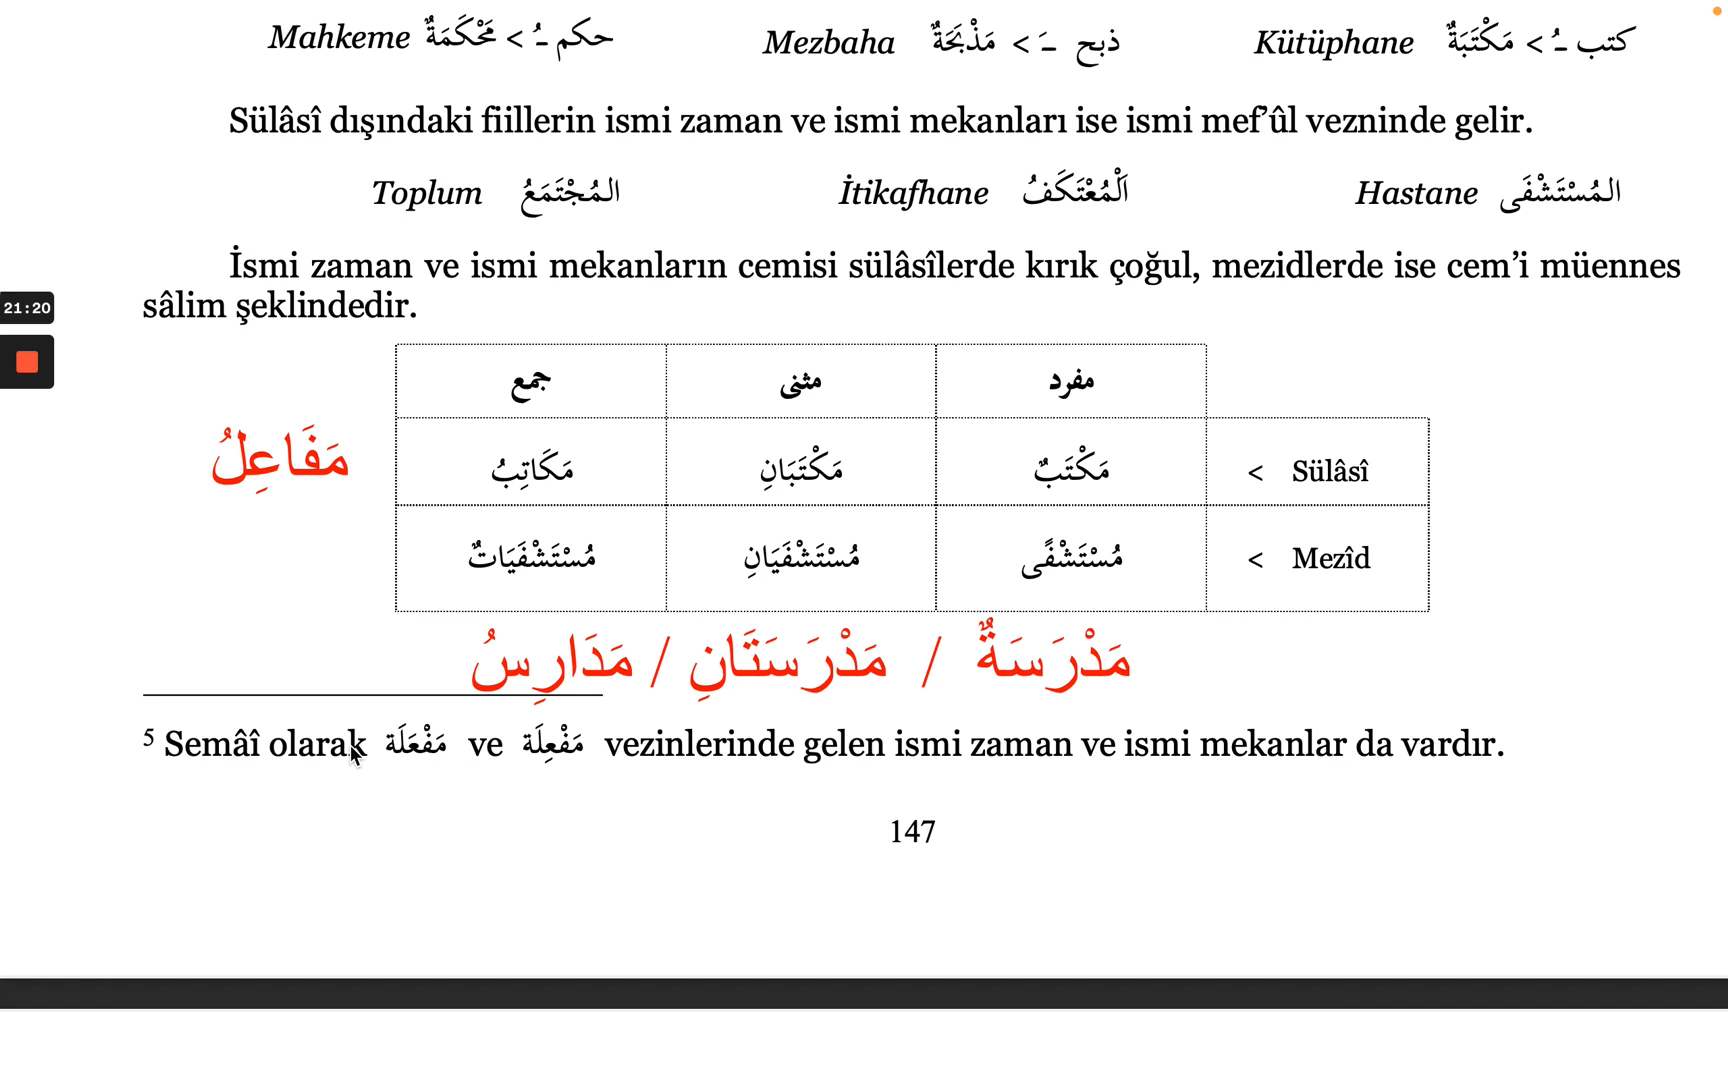 Mahkeme حكم ـُ > مَحْكَمَةٌ Mezbaha ذبح ـَ > مَذْبَحَةٌ Kütüphane كتب ـُ > مَكْتَبَةٌ
Sülâsî dışındaki fiillerin ismi zaman ve ismi mekanları ise ismi mef’ûl vezninde gelir.
Toplum المُجْتَمَعُ İtikafhane اَلْمُعْتَكَفُ Hastane المُسْتَشْفَى
İsmi zaman ve ismi mekanların cemisi sülâsîlerde kırık çoğul, mezidlerde ise cem’i müennes
sâlim şeklindedir.
21:20
جمع مثنى مفرد
مَفَاعِلُ مَكَاتِبُ مَكْتَبَانِ مَكْتَبٌ < Sülâsî
مُسْتَشْفَيَاتٌ مُسْتَشْفَيَانِ مُسْتَشْفًى < Mezîd
مَدْرَسَةٌ / مَدْرَسَتَانِ / مَدَارِسُ
5 Semâî olarak مَفْعَلَة ve مَفْعِلَة vezinlerinde gelen ismi zaman ve ismi mekanlar da vardır.
147